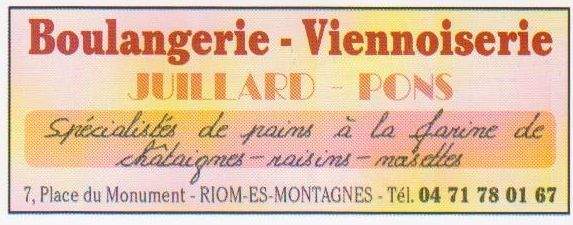 Boulangerie - Viennoiserie
JUILLARD - PONS
Spécialistés de pains à la farine de
châtaignes - raisins - noisettes
7, Place du Monument - RIOM-ES-MONTAGNES - Tél. 04 71 78 01 67